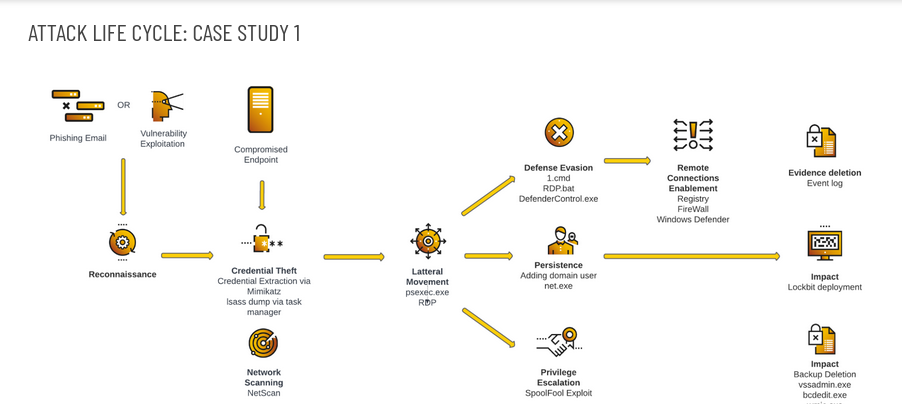 ATTACK LIFE CYCLE: CASE STUDY 1
Phishing Email
OR
Vulnerability
Exploitation
Compromised
Endpoint
Reconnaissance
Credential Theft
Credential Extraction via
Mimikatz
lsass dump via task
manager
Network
Scanning
NetScan
Latteral
Movement
psexec.exe
RDP
Defense Evasion
1.cmd
RDP.bat
DefenderControl.exe
Remote
Connections
Enablement
Registry
FireWall
Windows Defender
Persistence
Adding domain user
net.exe
Privilege
Escalation
SpoolFool Exploit
Evidence deletion
Event log
Impact
Lockbit deployment
Impact
Backup Deletion
vssadmin.exe
bcdedit.exe